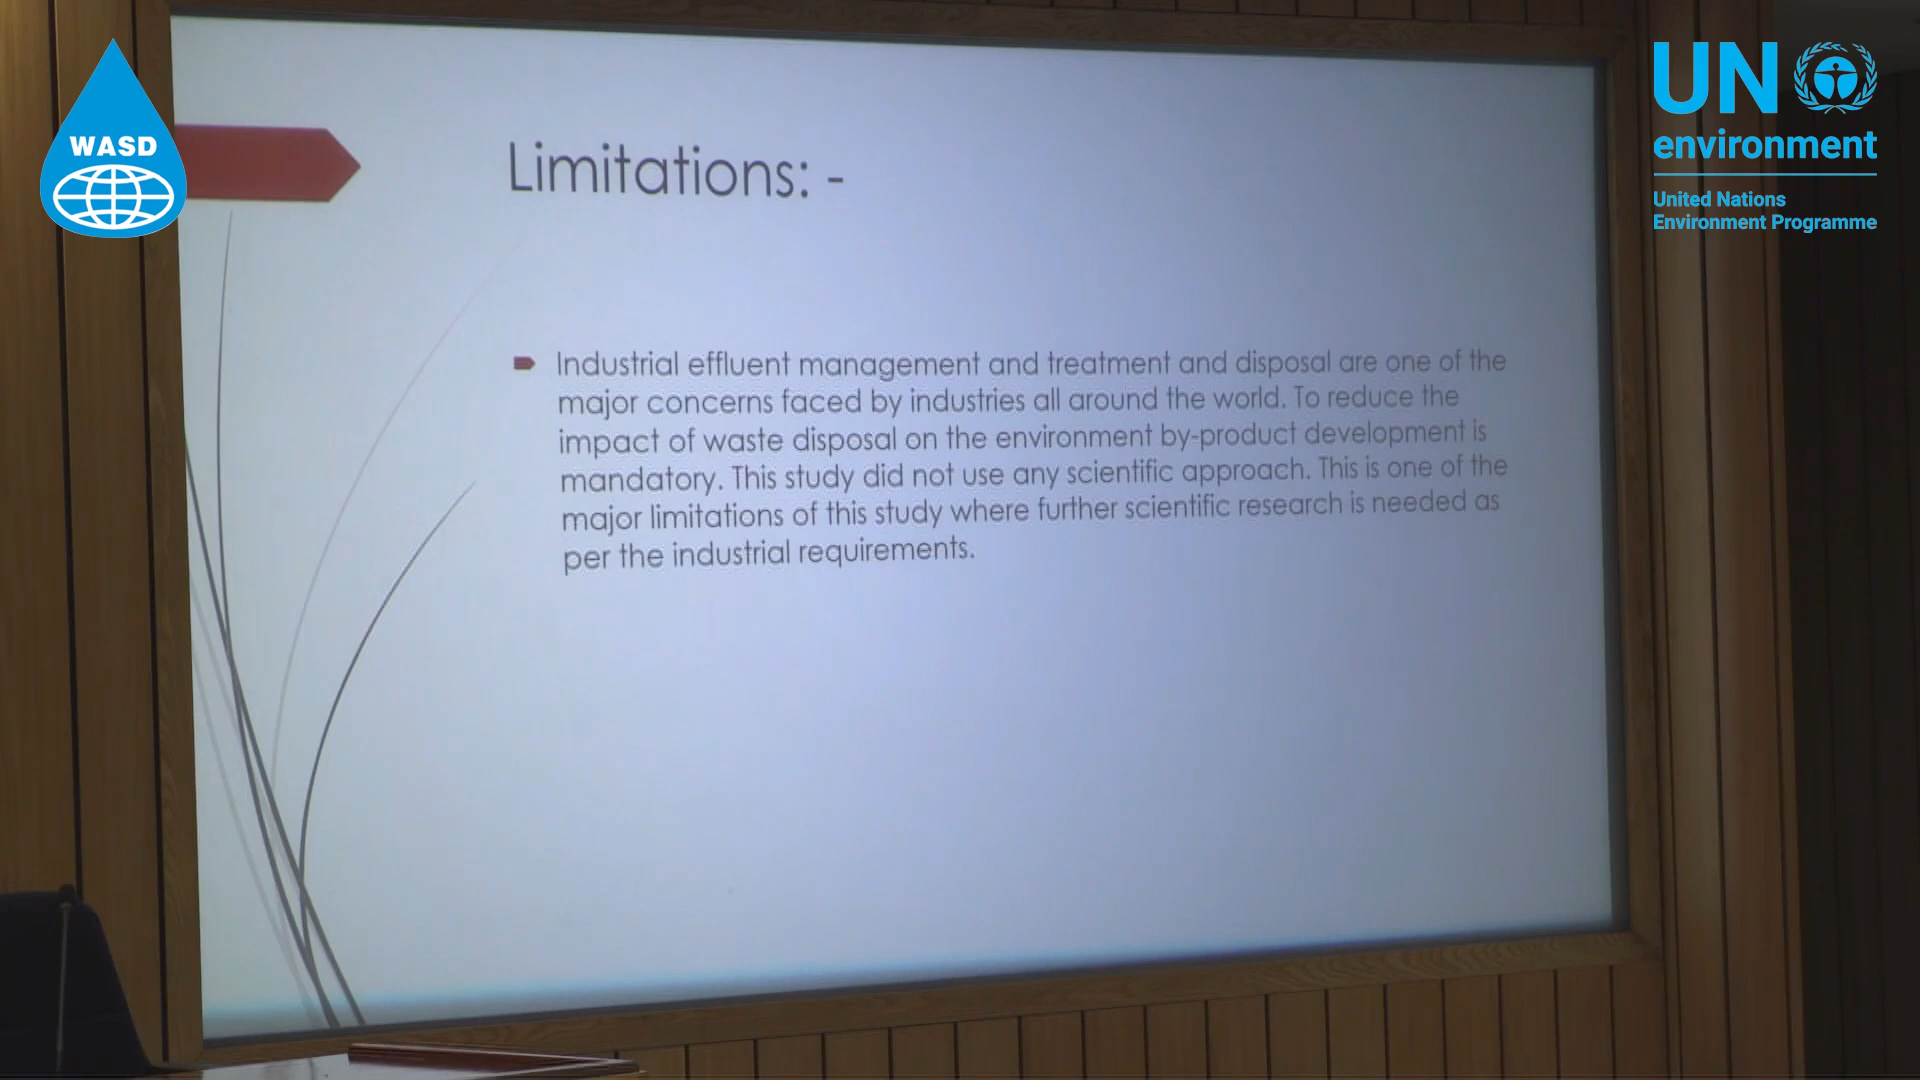 WASD
UN
environment
United Nations
Environment Programme
Limitations: -
Industrial effluent management and treatment and disposal are one of the
major concerns faced by industries all around the world. To reduce the
impact of waste disposal on the environment by-product development is
mandatory. This study did not use any scientific approach. This is one of the
major limitations of this study where further scientific research is needed as
per the industrial requirements.